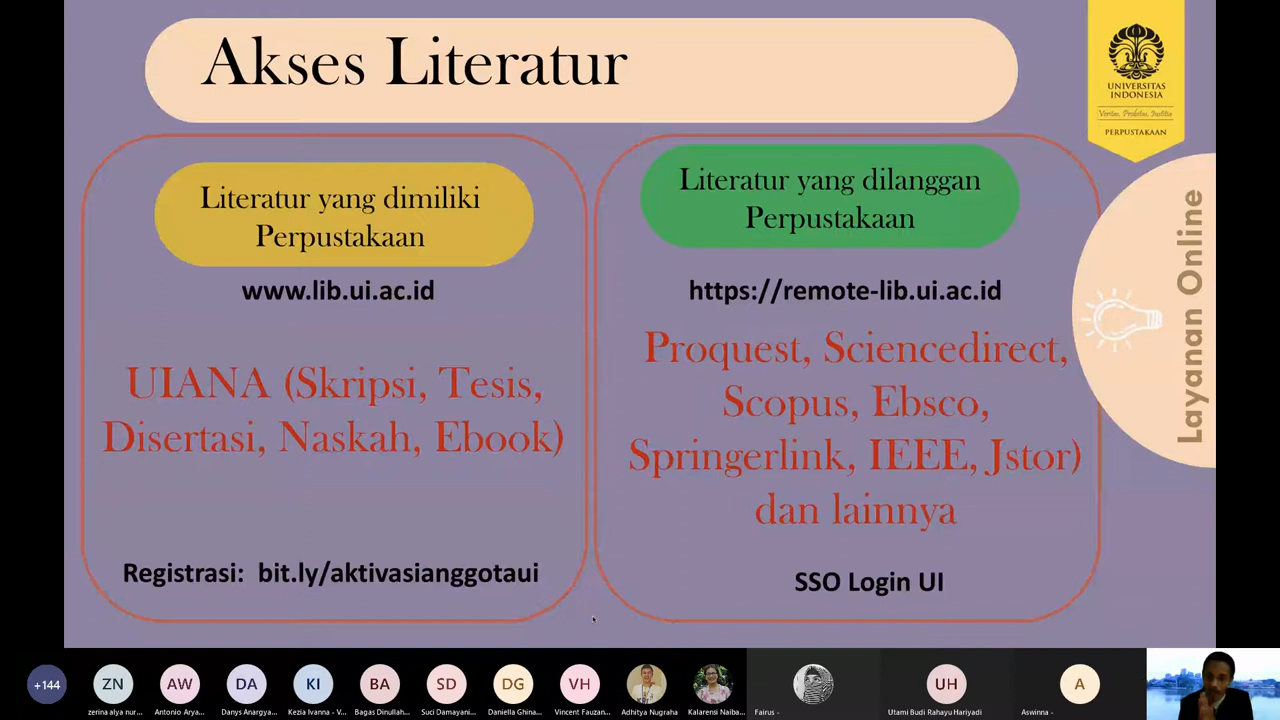 Akses Literatur
UNIVERSITAS
INDONESIA
Veritas, Probitas, Iustitia
PERPUSTAKAAN
Literatur yang dimiliki
Perpustakaan
www.lib.ui.ac.id
UIANA (Skripsi, Tesis,
Disertasi, Naskah, Ebook)
Registrasi: bit.ly/aktivasianggotaui
Literatur yang dilanggan
Perpustakaan
https://remote-lib.ui.ac.id
Proquest, Sciencedirect,
Scopus, Ebsco,
Springerlink, IEEE, Jstor)
dan lainnya
SSO Login UI
Layanan Online
+144
ZN
AW
DA
KI
BA
SD
DG
VH
UH
A
zerina alya nur...
Antonio Arya...
Danys Anargya...
Kezia Ivanna - V...
Bagas Dinullah...
Suci Damayani...
Daniella Ghina...
Vincent Fauzan...
Adhitya Nugraha
Kalarensi Naiba...
Fairus -
Utami Budi Rahayu Hariyadi
Aswinna -